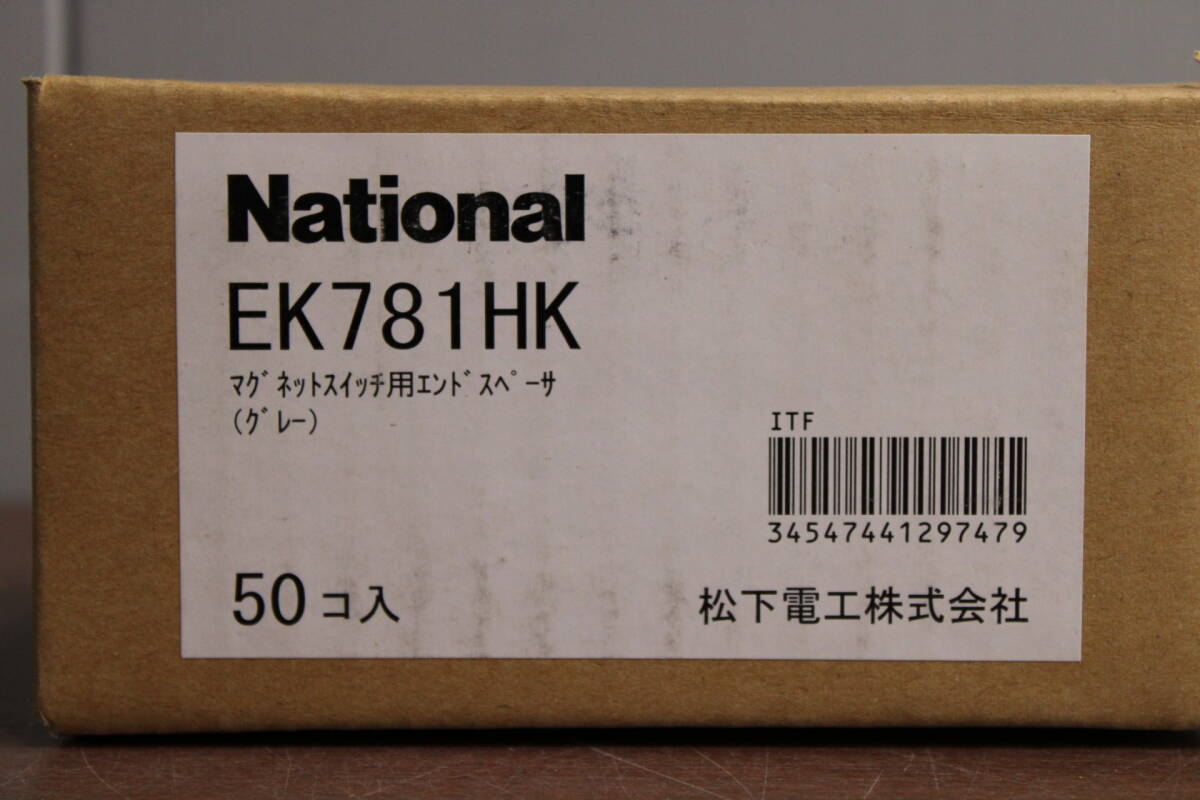 National
EK781HK
ﾏｸﾞﾈｯﾄｽｲｯﾁ用ｴﾝﾄﾞｽﾍﾟｰｻ
(ｸﾞﾚｰ)
ITF
34547441297479
50コ入
松下電工株式会社